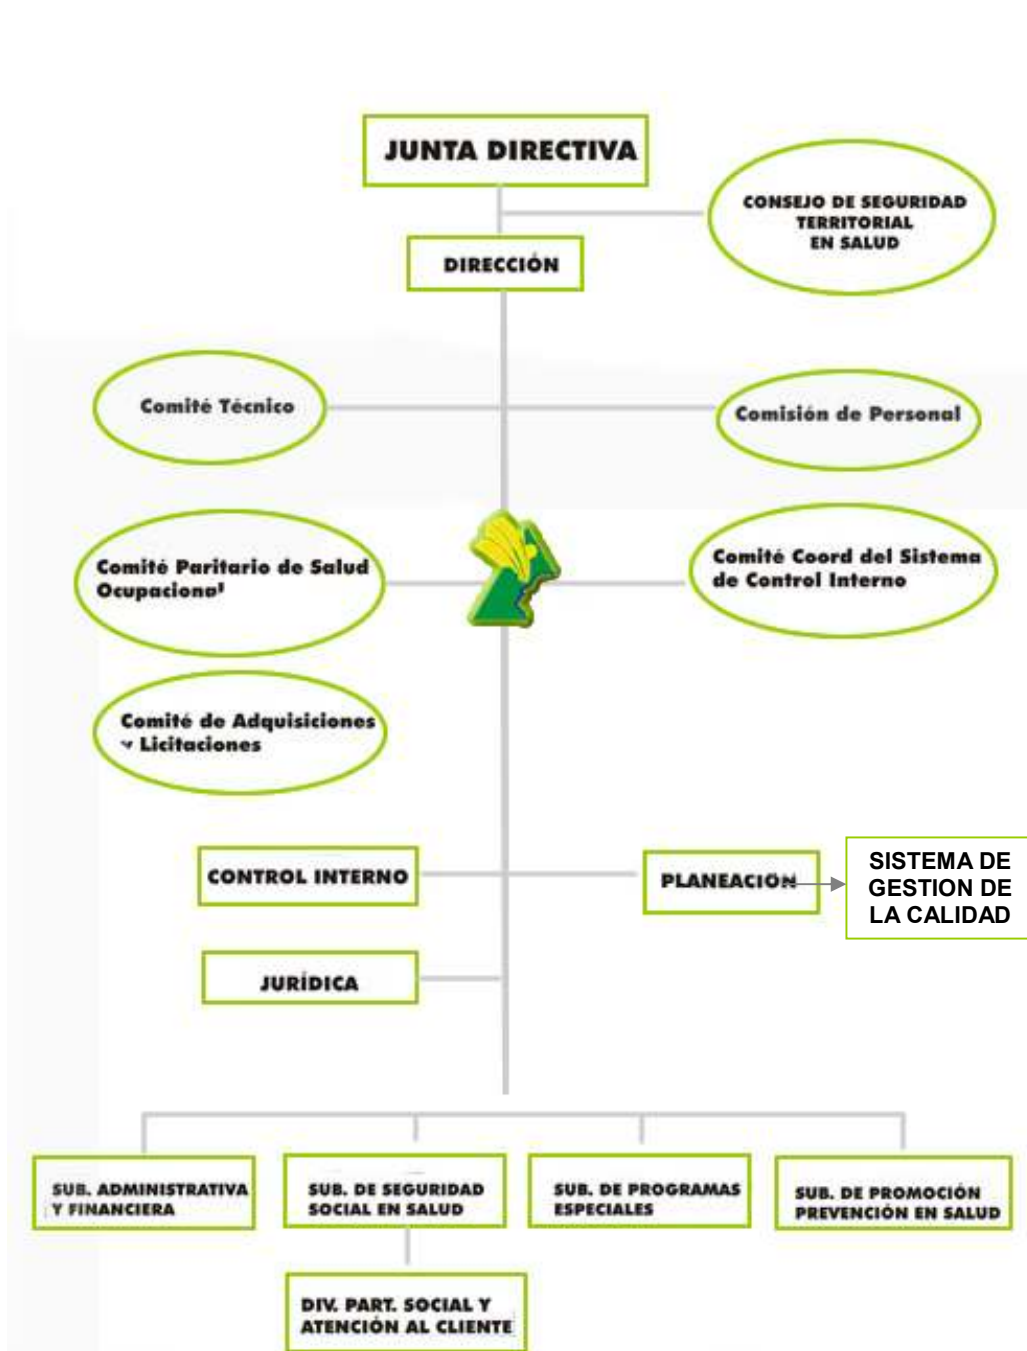 JUNTA DIRECTIVA
CONSEJO DE SEGURIDAD
TERRITORIAL
EN SALUD
DIRECCIÓN
Comité Técnico
Comisión de Personal
Comité Paritario de Salud
Ocupacional
Comité Coord del Sistema
de Control Interno
Comité de Adquisiciones
y Licitaciones
CONTROL INTERNO
PLANEACIÓN
SISTEMA DE
GESTION DE
LA CALIDAD
JURÍDICA
SUB. ADMINISTRATIVA
Y FINANCIERA
SUB. DE SEGURIDAD
SOCIAL EN SALUD
SUB. DE PROGRAMAS
ESPECIALES
SUB. DE PROMOCIÓN
PREVENCIÓN EN SALUD
DIV. PART. SOCIAL Y
ATENCIÓN AL CLIENTE